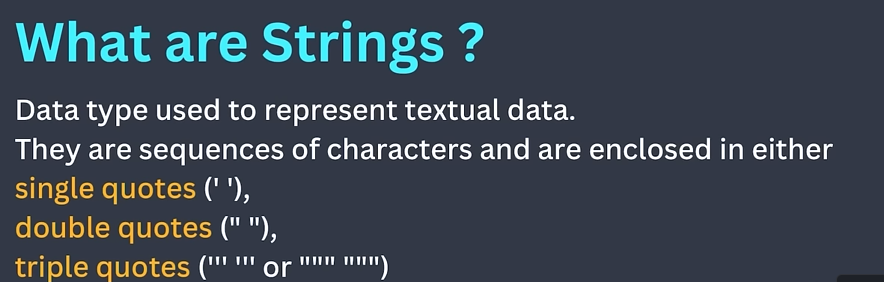 What are Strings ?
Data type used to represent textual data.
They are sequences of characters and are enclosed in either
single quotes (' '),
double quotes (" "),
triple quotes (''' ''' or """ """)